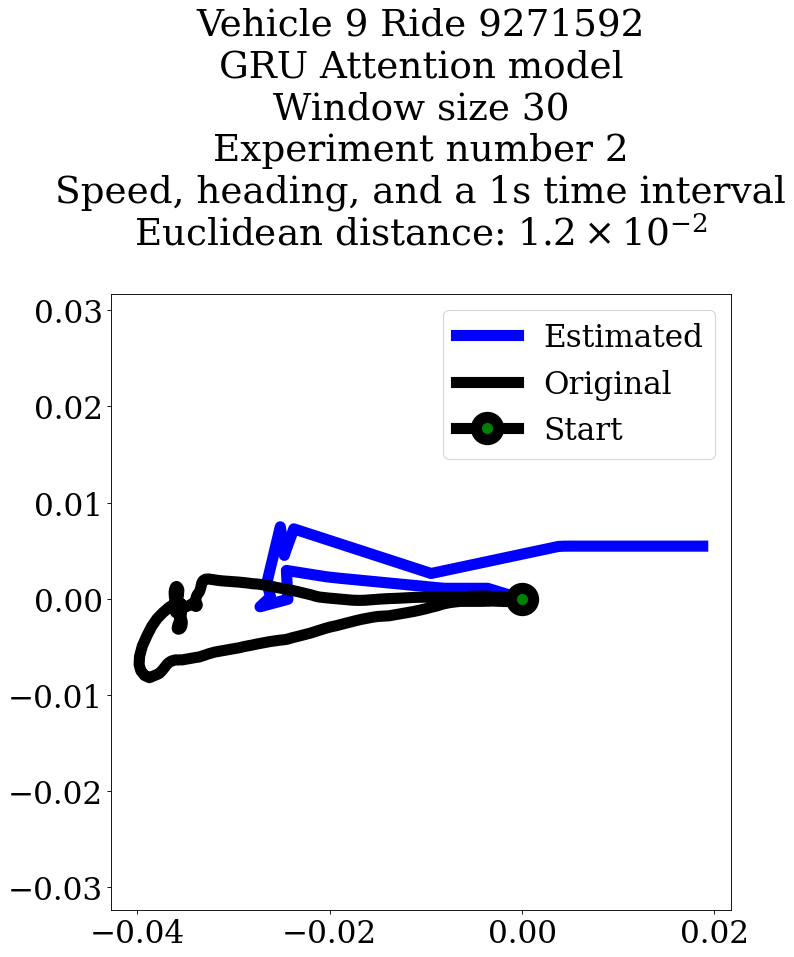 Vehicle 9 Ride 9271592
GRU Attention model
Window size 30
Experiment number 2
Speed, heading, and a 1s time interval
Euclidean distance: 1.2 × 10⁻²
Estimated
Original
Start
0.03
0.02
0.01
0.00
−0.01
−0.02
−0.03
−0.04
−0.02
0.00
0.02